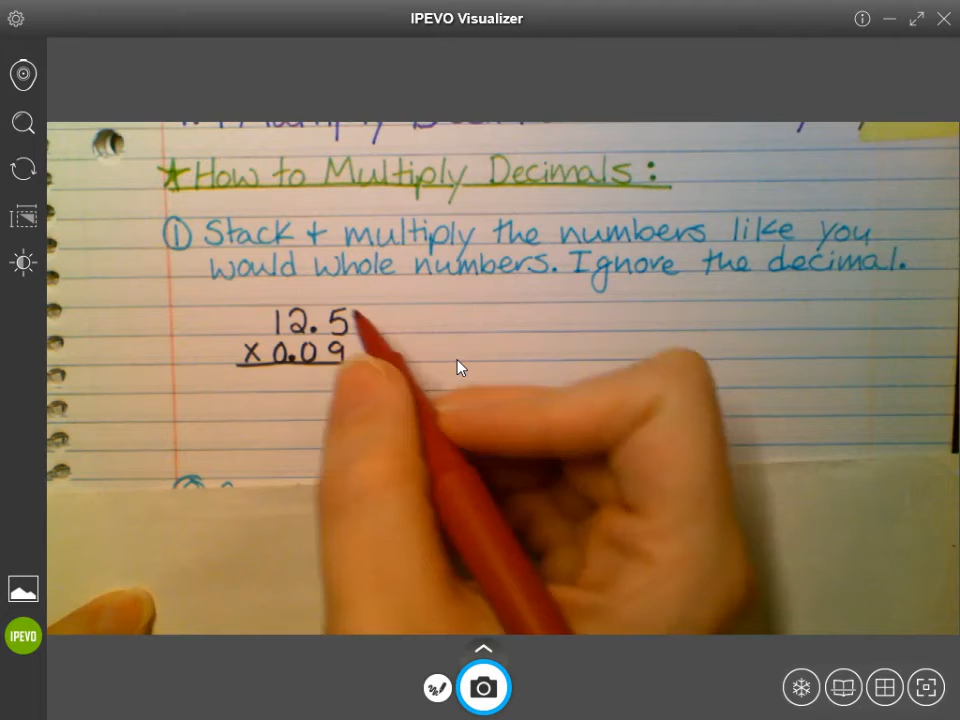 IPEVO Visualizer
★How to Multiply Decimals:
① Stack + multiply the numbers like you
would whole numbers. Ignore the decimal.
12.5
x 0.09
IPEVO